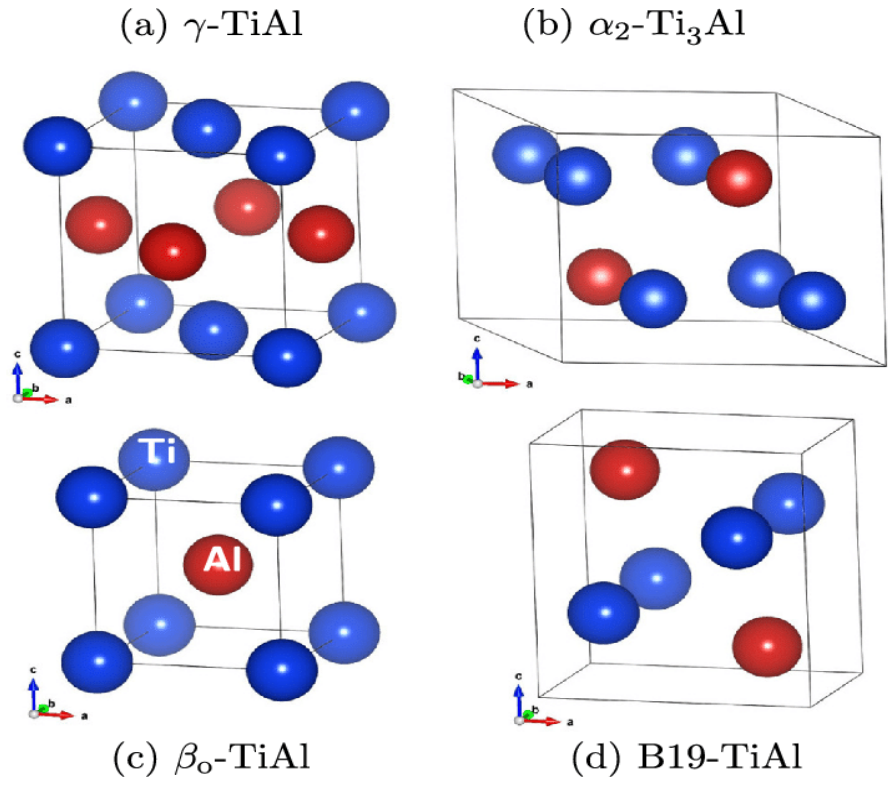 (a) γ-TiAl
(b) α₂-Ti₃Al
c
b
a
c
b
a
Ti
Al
c
b
a
c
b
a
(c) βₒ-TiAl
(d) B19-TiAl